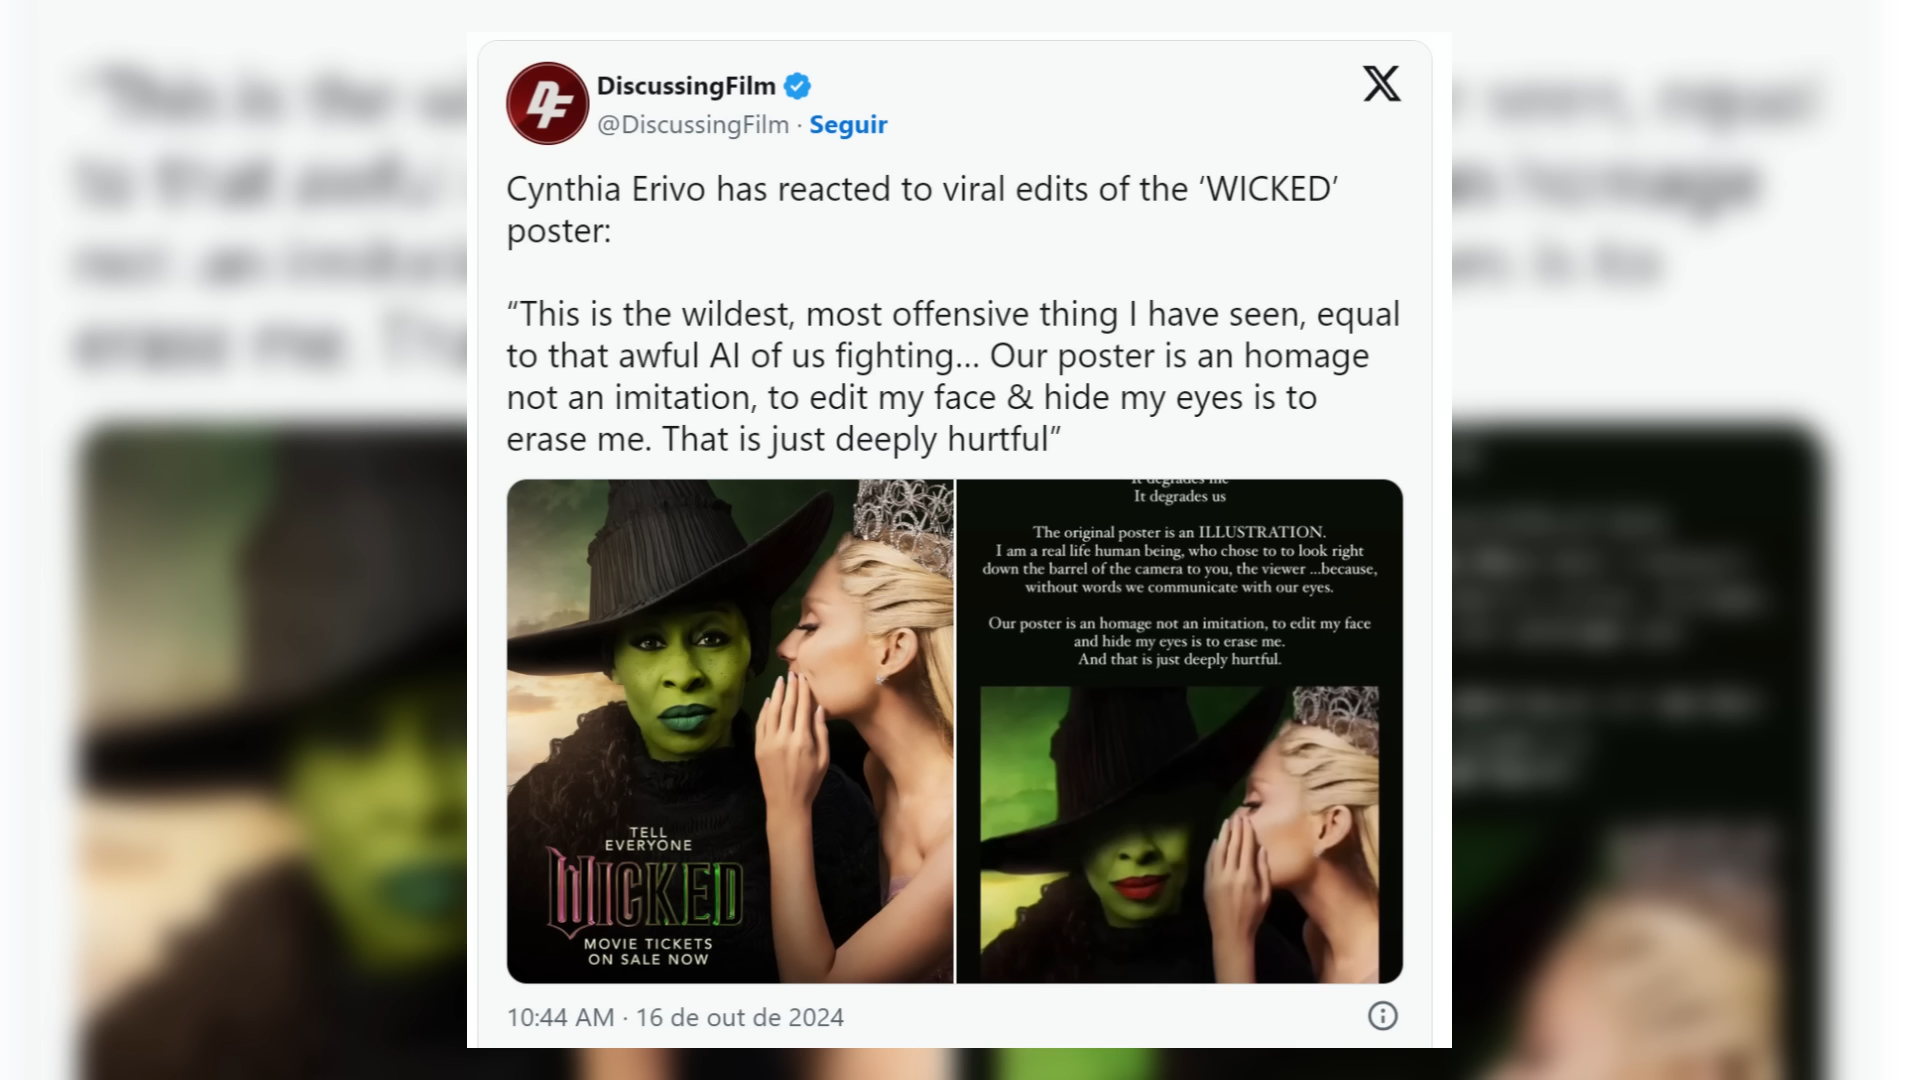 DiscussingFilm
@DiscussingFilm · Seguir
Cynthia Erivo has reacted to viral edits of the ‘WICKED’
poster:
“This is the wildest, most offensive thing I have seen, equal
to that awful AI of us fighting... Our poster is an homage
not an imitation, to edit my face & hide my eyes is to
erase me. That is just deeply hurtful”
TELL
EVERYONE
WICKED
MOVIE TICKETS
ON SALE NOW
It degrades me
It degrades us
The original poster is an ILLUSTRATION.
I am a real life human being, who chose to to look right
down the barrel of the camera to you, the viewer ...because,
without words we communicate with our eyes.
Our poster is an homage not an imitation, to edit my face
and hide my eyes is to erase me.
And that is just deeply hurtful.
10:44 AM · 16 de out de 2024